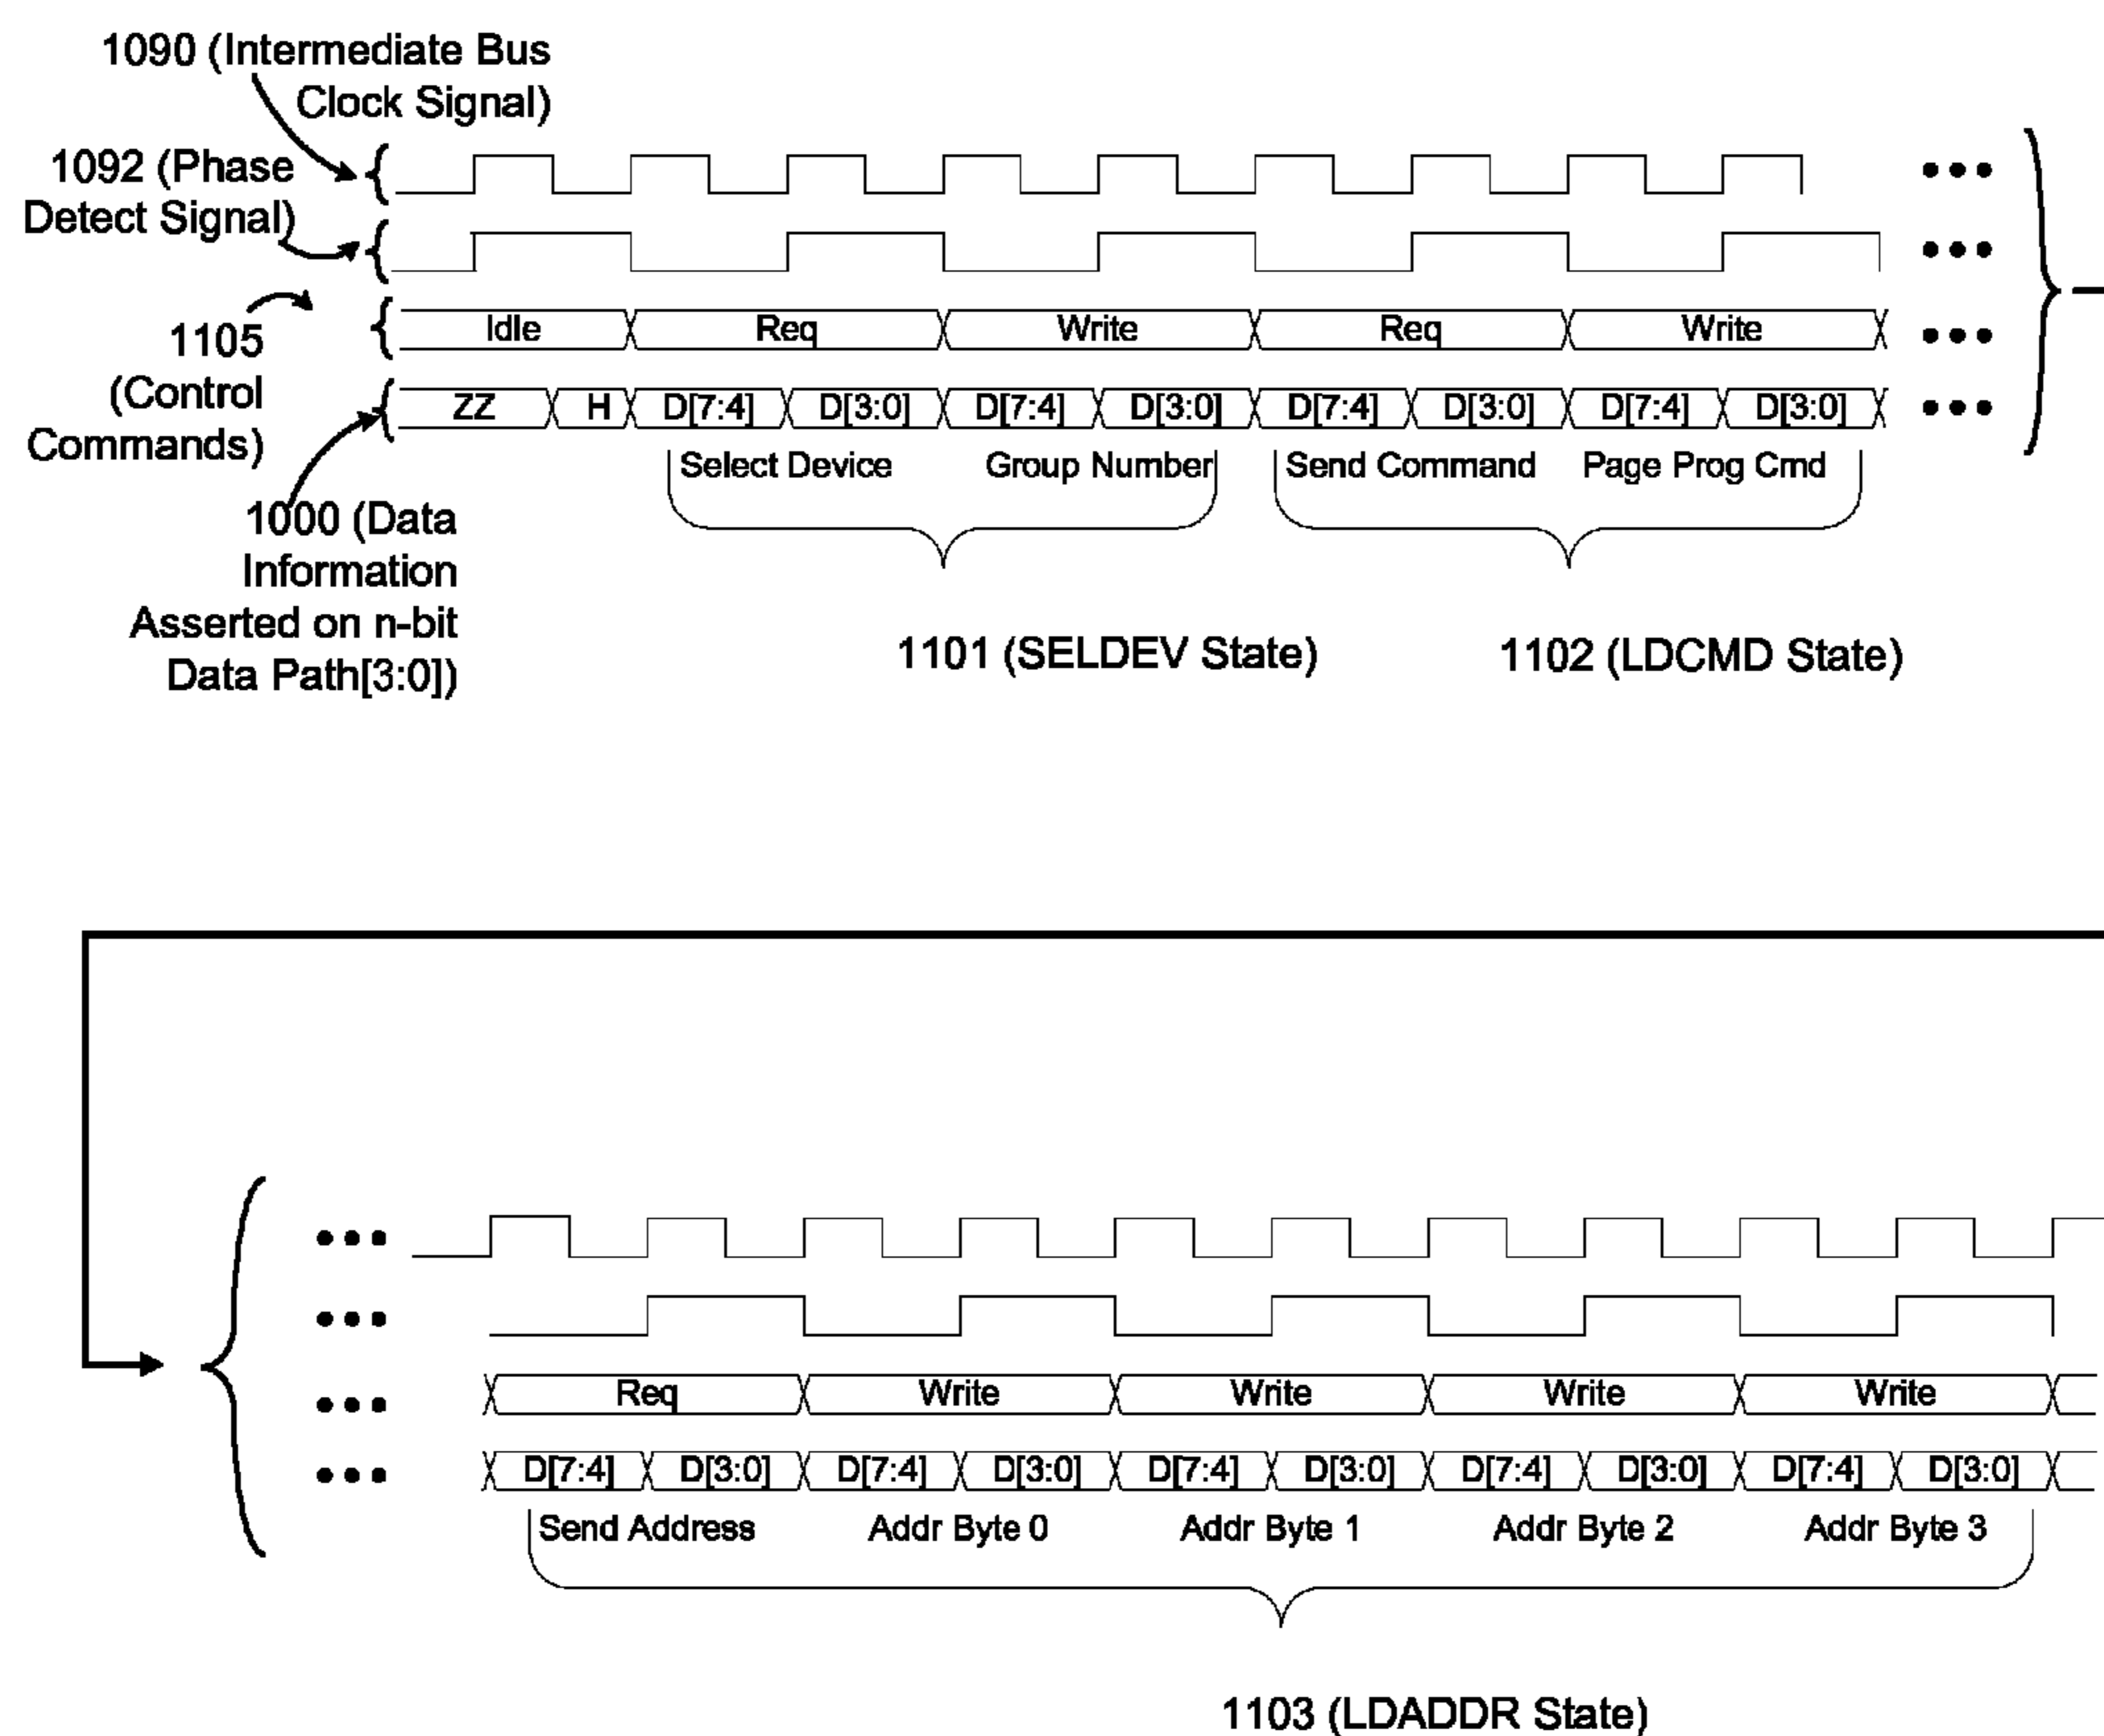 1090 (Intermediate Bus
Clock Signal)
1092 (Phase
Detect Signal)
1105
(Control
Commands)
Idle Req Write Req Write
ZZ H D[7:4] D[3:0] D[7:4] D[3:0] D[7:4] D[3:0] D[7:4] D[3:0]
Select Device Group Number Send Command Page Prog Cmd
1000 (Data
Information
Asserted on n-bit
Data Path[3:0])
1101 (SELDEV State) 1102 (LDCMD State)
Req Write Write Write Write
D[7:4] D[3:0] D[7:4] D[3:0] D[7:4] D[3:0] D[7:4] D[3:0] D[7:4] D[3:0]
Send Address Addr Byte 0 Addr Byte 1 Addr Byte 2 Addr Byte 3
1103 (LDADDR State)